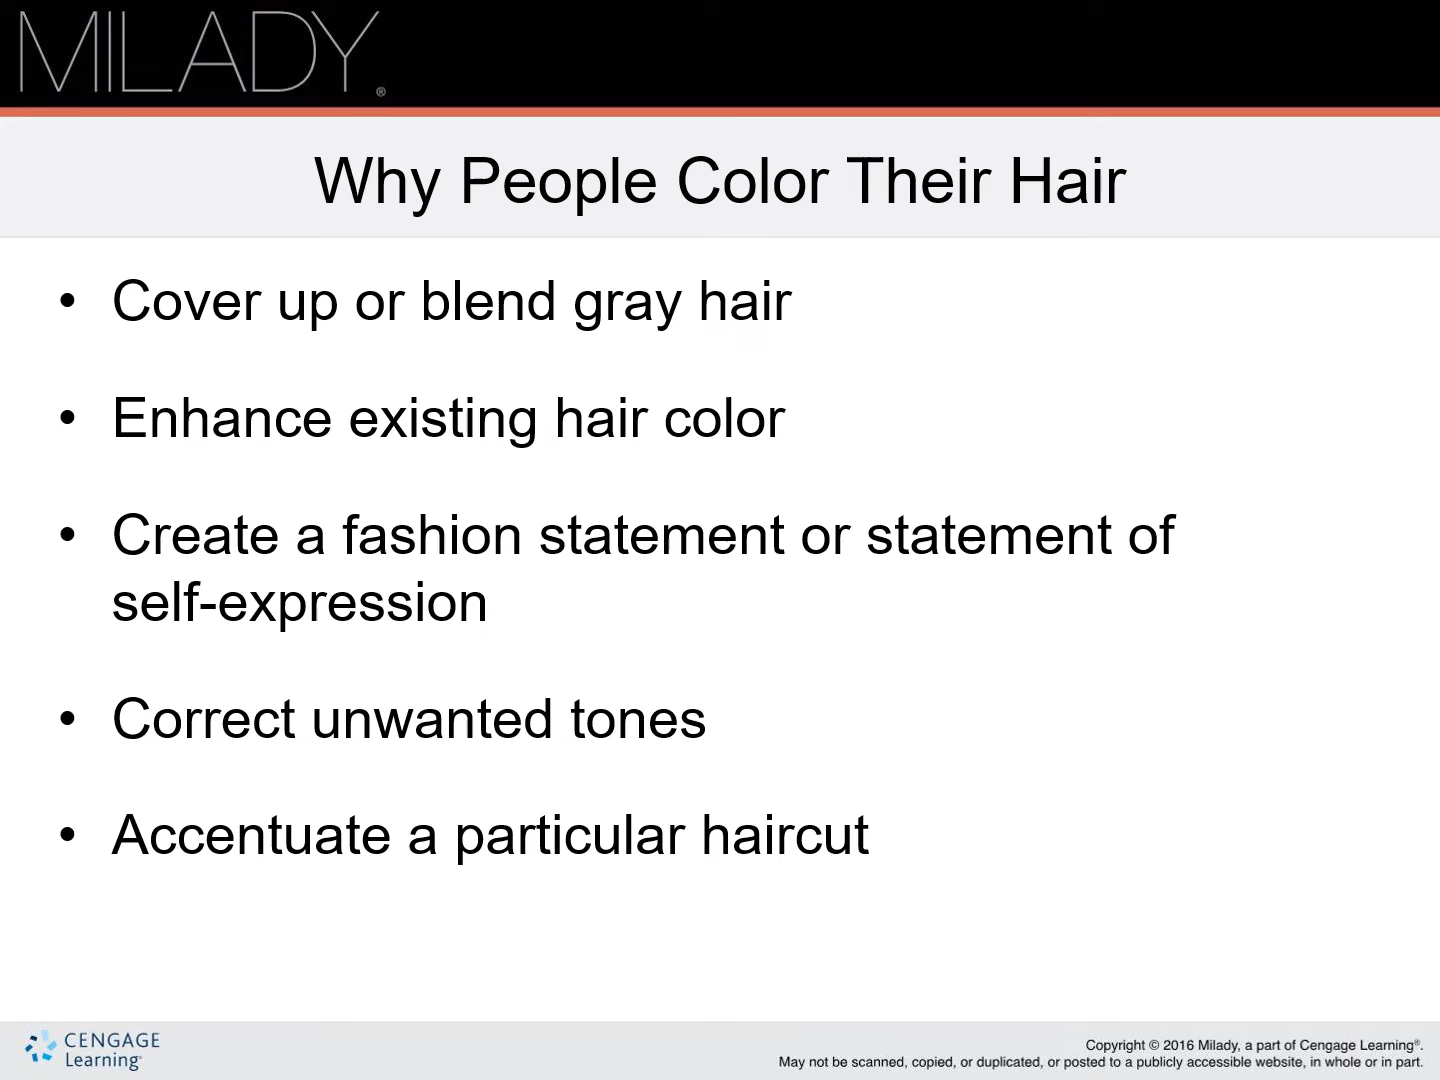 MILADY®
Why People Color Their Hair
• Cover up or blend gray hair
• Enhance existing hair color
• Create a fashion statement or statement of
self-expression
• Correct unwanted tones
• Accentuate a particular haircut
CENGAGE
Learning®
Copyright © 2016 Milady, a part of Cengage Learning®.
May not be scanned, copied, or duplicated, or posted to a publicly accessible website, in whole or in part.